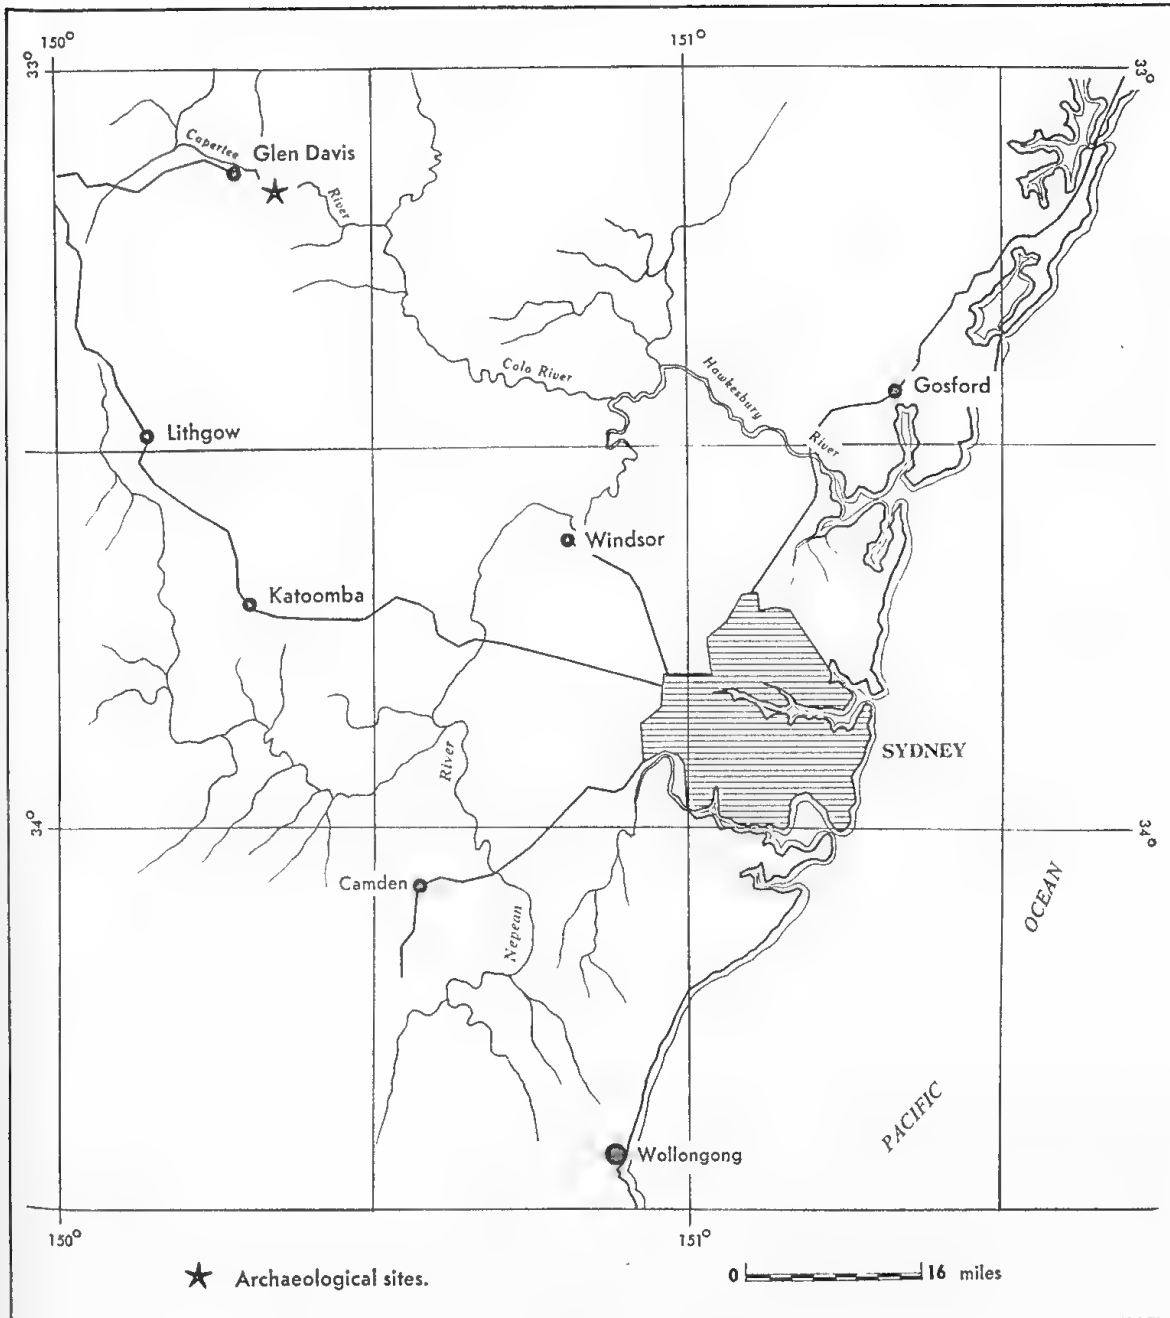 150°
151°
33°
33°
Capertee
Glen Davis
River
Colo River
Hawkesbury
Gosford
River
Lithgow
Windsor
Katoomba
SYDNEY
River
34°
34°
Camden
OCEAN
Nepean
PACIFIC
Wollongong
150°
151°
★ Archaeological sites.
0 16 miles